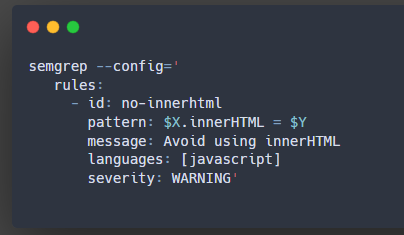 semgrep --config='
   rules:
     - id: no-innerhtml
       pattern: $X.innerHTML = $Y
       message: Avoid using innerHTML
       languages: [javascript]
       severity: WARNING'